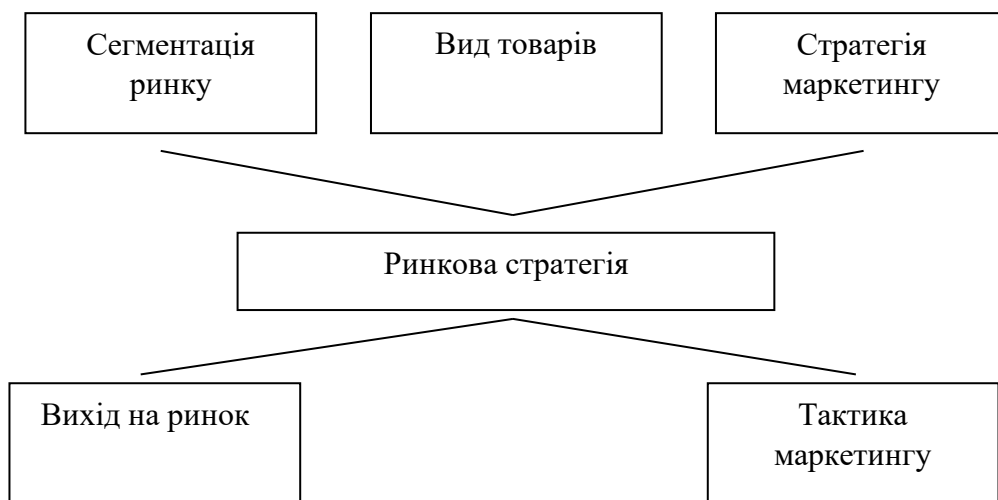 Сегментація
ринку
Вид товарів
Стратегія
маркетингу
Ринкова стратегія
Вихід на ринок
Тактика
маркетингу